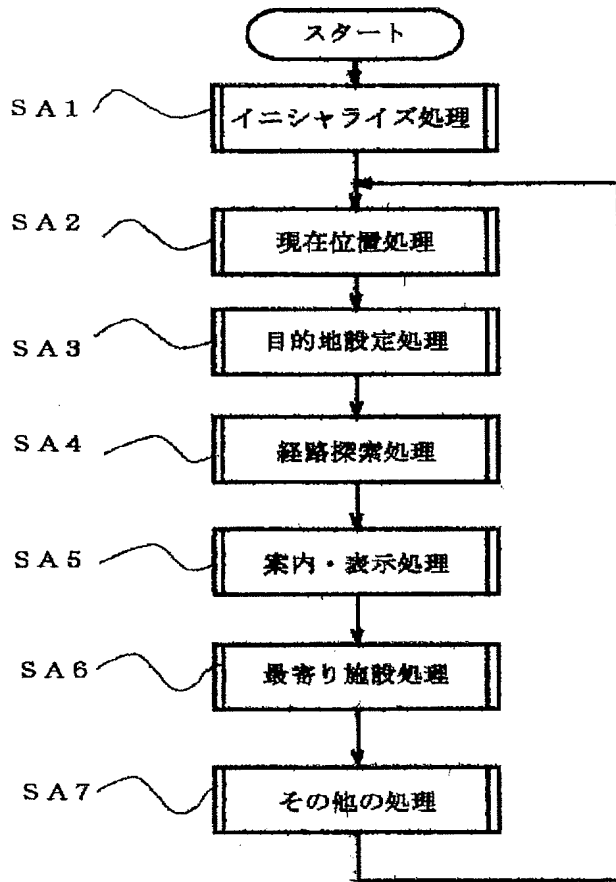 スタート
SA1 イニシャライズ処理
SA2 現在位置処理
SA3 目的地設定処理
SA4 経路探索処理
SA5 案内・表示処理
SA6 最寄り施設処理
SA7 その他の処理